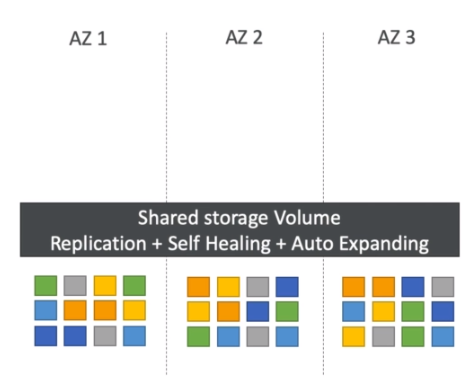 AZ 1
AZ 2
AZ 3
Shared storage Volume
Replication + Self Healing + Auto Expanding